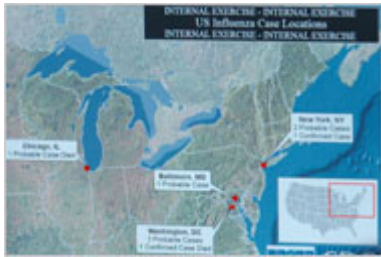 INTERNAL EXERCISE - INTERNAL EXERCISE
US Influenza Case Locations
INTERNAL EXERCISE - INTERNAL EXERCISE
New York, NY
2 Probable Cases
1 Confirmed Case
Chicago, IL
1 Probable Case Died
Baltimore, MD
1 Probable Case
Washington, DC
1 Probable Cases
1 Confirmed Case Died